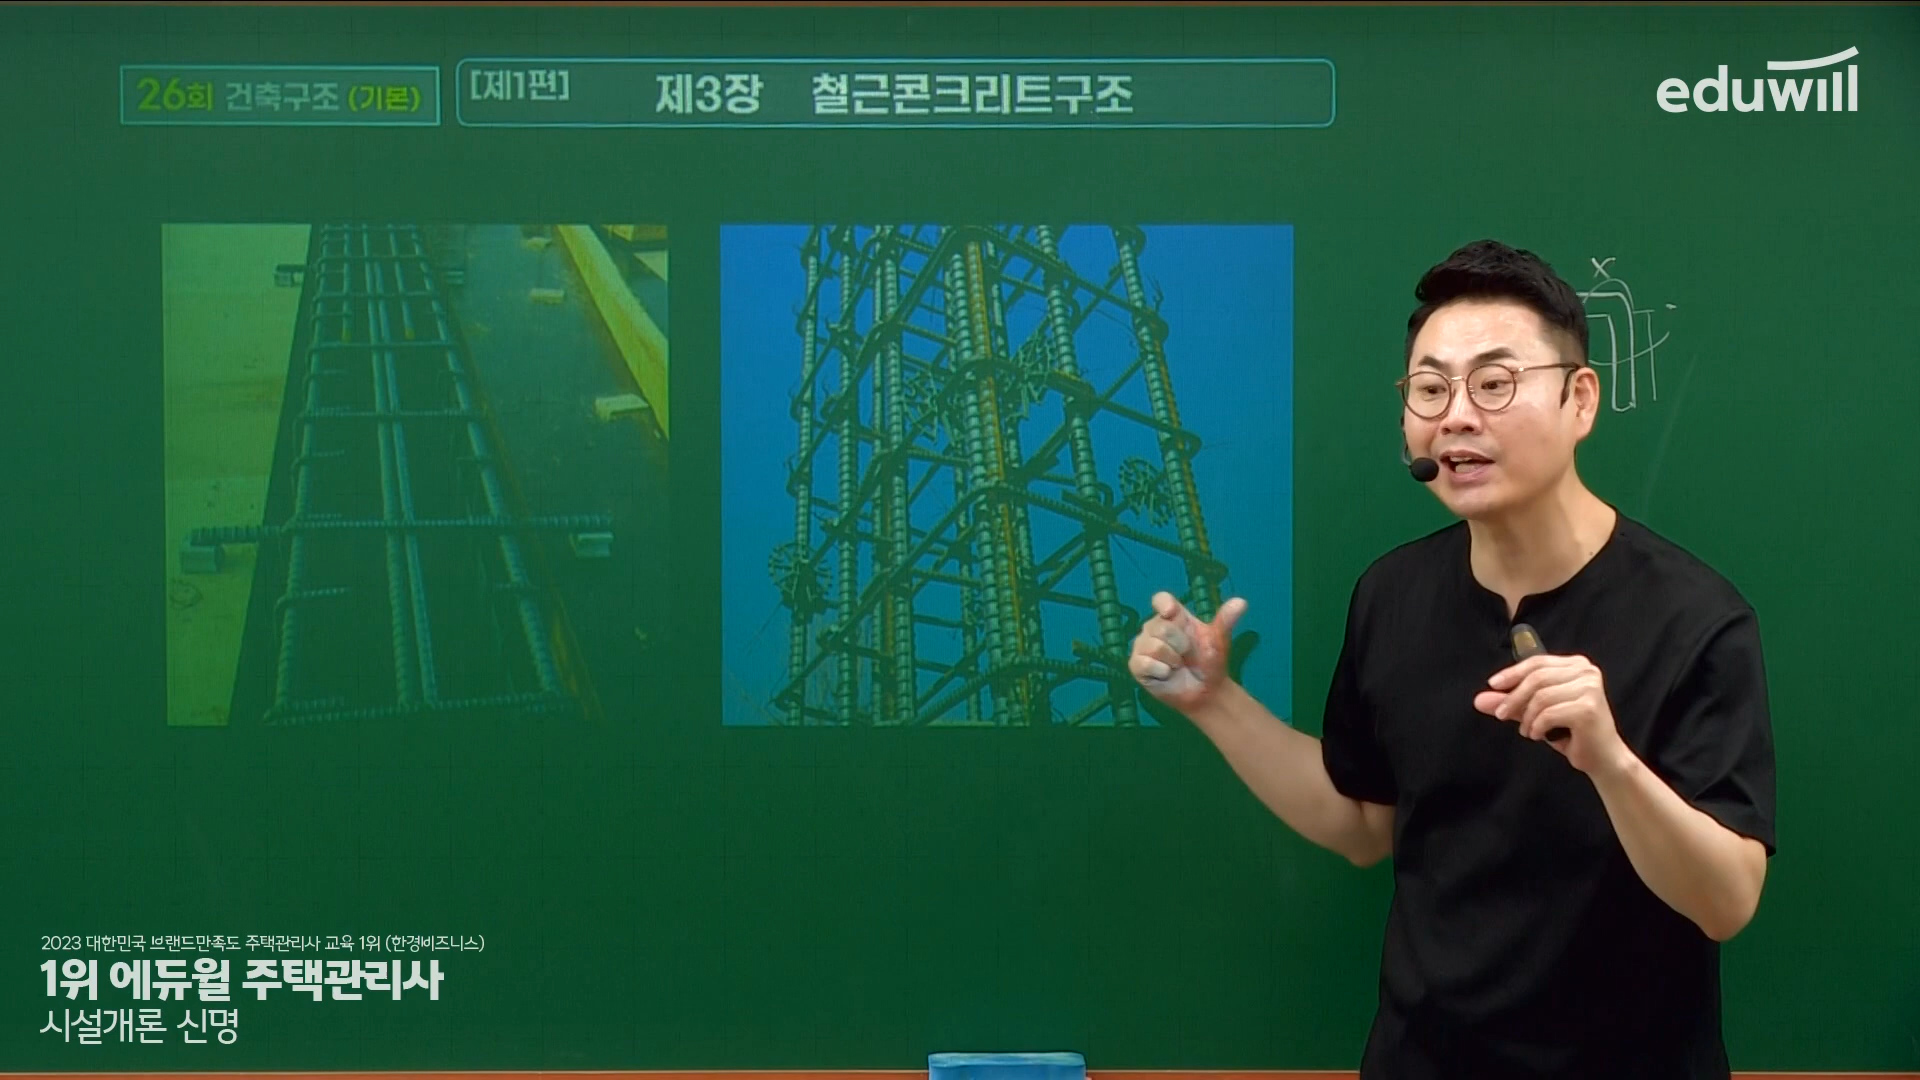 26회 건축구조 (기본)
[제1편] 제3장 철근콘크리트구조
eduwill
x
2023 대한민국 브랜드만족도 주택관리사 교육 1위 (한경비즈니스)
1위 에듀윌 주택관리사
시설개론 신명